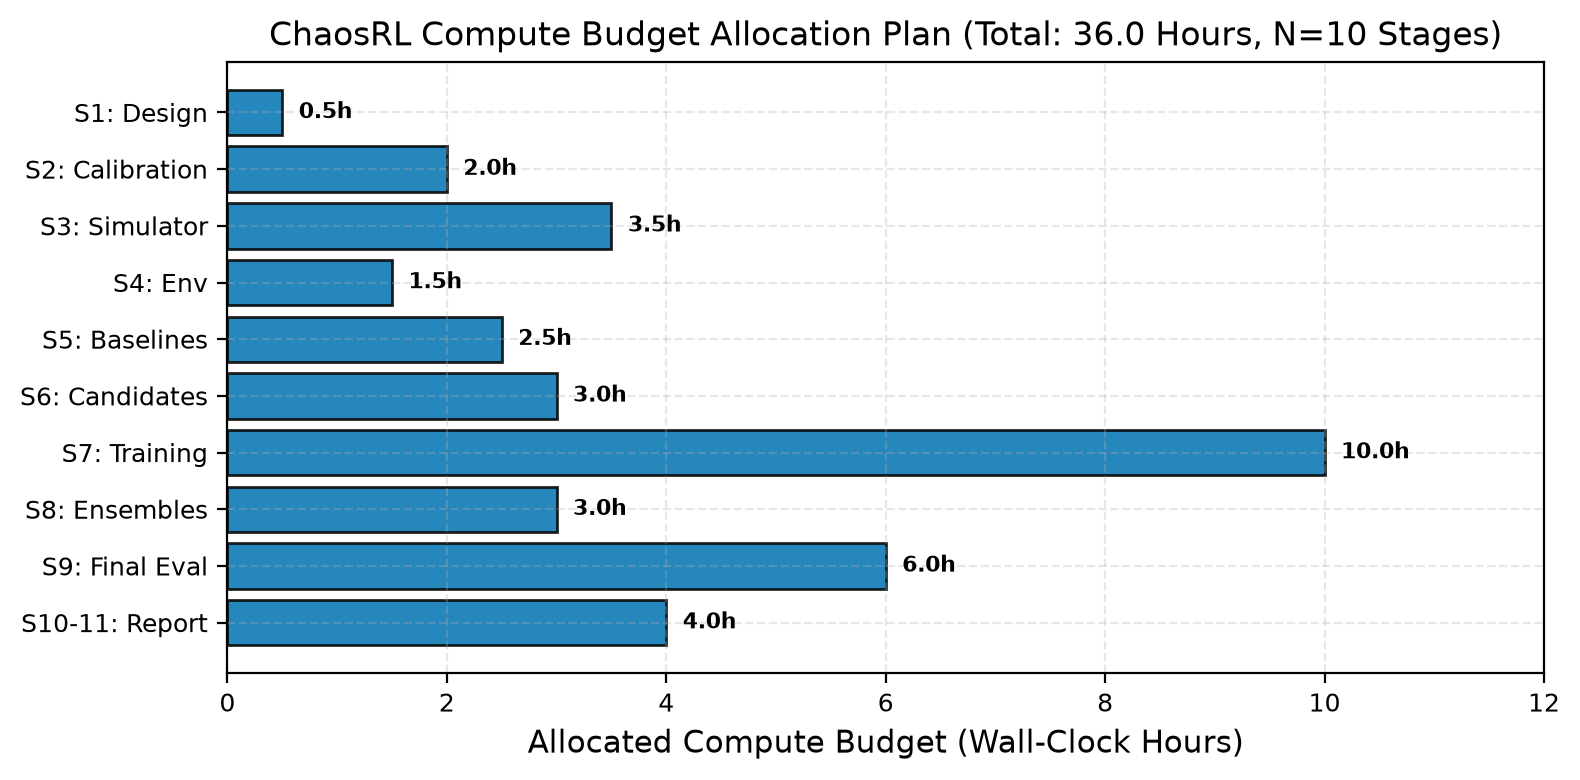 ChaosRL Compute Budget Allocation Plan (Total: 36.0 Hours, N=10 Stages)
S1: Design 0.5h
S2: Calibration 2.0h
S3: Simulator 3.5h
S4: Env 1.5h
S5: Baselines 2.5h
S6: Candidates 3.0h
S7: Training 10.0h
S8: Ensembles 3.0h
S9: Final Eval 6.0h
S10-11: Report 4.0h
0 2 4 6 8 10 12
Allocated Compute Budget (Wall-Clock Hours)